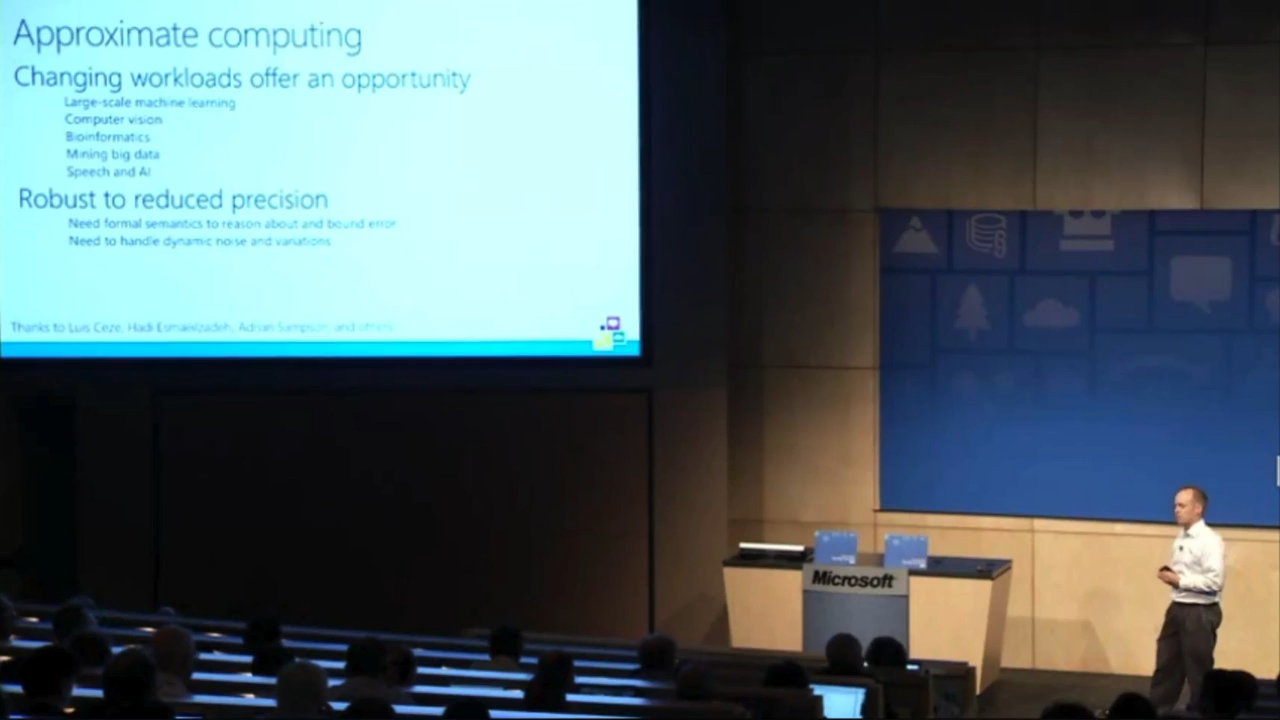 Approximate computing
Changing workloads offer an opportunity
Large-scale machine learning
Computer vision
Bioinformatics
Mining big data
Speech and AI
Robust to reduced precision
Need formal semantics to reason about and bound error
Need to handle dynamic noise and variations
Thanks to Luis Ceze, Hadi Esmaeilzadeh, Adrian Sampson, and others
Microsoft